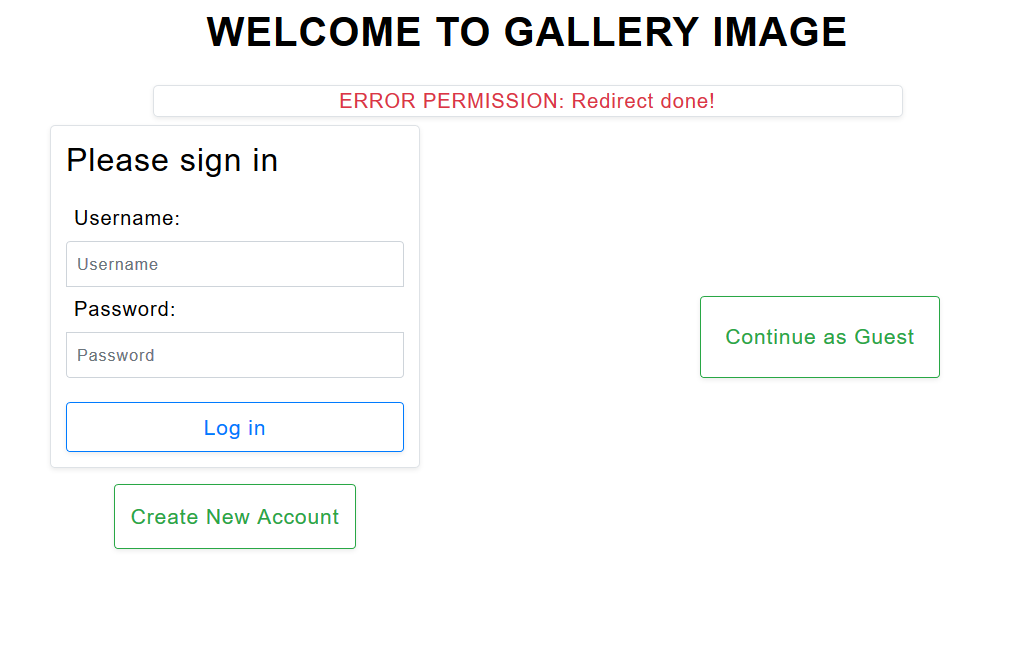 WELCOME TO GALLERY IMAGE
ERROR PERMISSION: Redirect done!
Please sign in
Username:
Username
Password:
Password
Log in
Continue as Guest
Create New Account